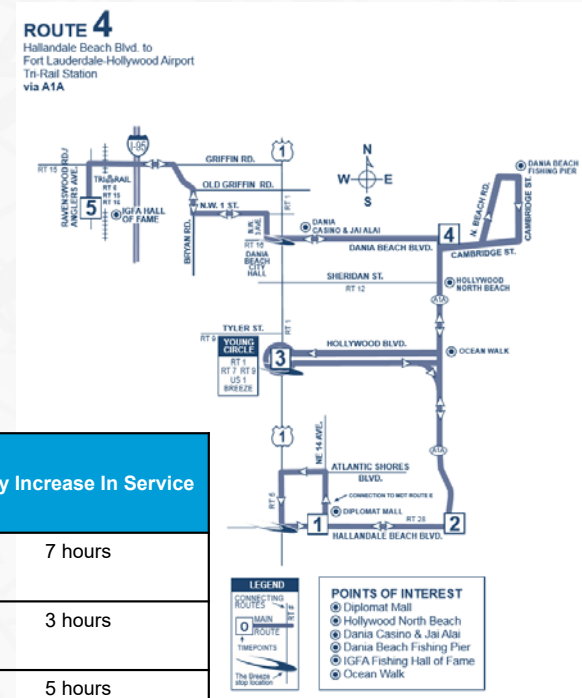 ROUTE 4
Hallandale Beach Blvd. to
Fort Lauderdale-Hollywood Airport
Tri-Rail Station
via A1A
I-95
1
N
W E
S
DANIA BEACH
FISHING PIER
GRIFFIN RD.
RT 15
RAVENSWOOD RD./
ANGLERS AVE.
TRI-RAIL
RT 6
RT 15
RT 16
5
IGFA HALL
OF FAME
OLD GRIFFIN RD.
N.W. 1 ST.
RT 1
BRYAN RD.
N.W.
RT 16
DANIA
BEACH
CITY
HALL
DANIA
CASINO & JAI ALAI
DANIA BEACH BLVD.
4
N. BEACH RD.
CAMBRIDGE ST.
CAMBRIDGE ST.
SHERIDAN ST.
RT 12
HOLLYWOOD
NORTH BEACH
A1A
TYLER ST.
RT 9
RT 1
YOUNG
CIRCLE
RT 1
RT 7 RT 9
US 1
BREEZE
3
HOLLYWOOD BLVD.
OCEAN WALK
1
NE 14 AVE.
A1A
ATLANTIC SHORES
BLVD.
CONNECTION TO MDT ROUTE E
RT 6
DIPLOMAT MALL
1
RT 28
2
HALLANDALE BEACH BLVD.
y Increase In Service
7 hours
3 hours
5 hours
LEGEND
CONNECTING
ROUTES
RT #
0
MAIN
ROUTE
TIMEPOINTS
The Breeze
stop location
POINTS OF INTEREST
Diplomat Mall
Hollywood North Beach
Dania Casino & Jai Alai
Dania Beach Fishing Pier
IGFA Fishing Hall of Fame
Ocean Walk